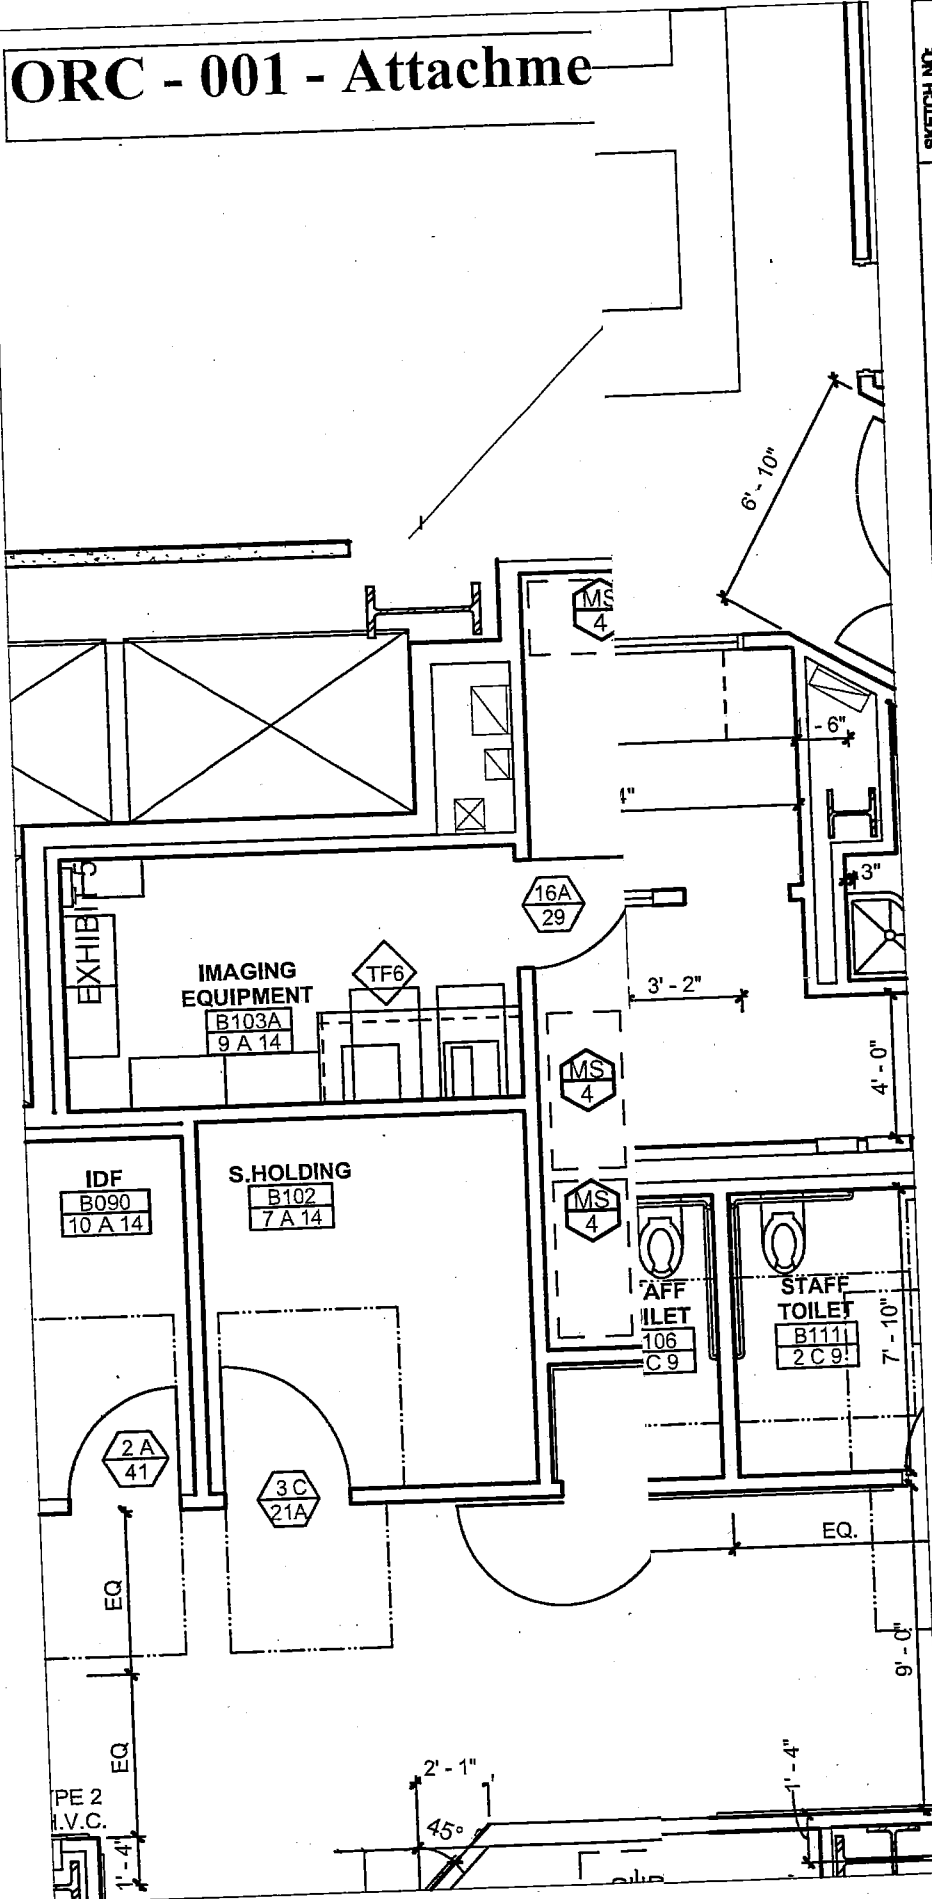 ORC - 001 - Attachme
SKETCH
6' - 10"
MS
4
- 6"
4"
3"
16A
29
EXHIB
IMAGING
EQUIPMENT
B103A
9 A 14
TF6
3' - 2"
4' - 0"
MS
4
IDF
B090
10 A 14
S.HOLDING
B102
7 A 14
MS
4
AFF
ILET
106
C 9
STAFF
TOILET
B111
2 C 9
7' - 10"
2 A
41
3 C
21A
EQ.
EQ
9' - 0"
EQ
2' - 1"
1' - 4"
PE 2
.V.C.
45°
1' - 4"